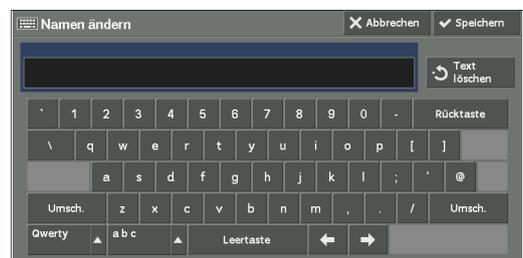 Namen ändern Abbrechen Speichern
Text
löschen
` 1 2 3 4 5 6 7 8 9 0 - Rücktaste
\ q w e r t y u i o p [ ]
a s d f g h j k l ; ' @
Umsch. z x c v b n m , . / Umsch.
Qwerty a b c Leertaste